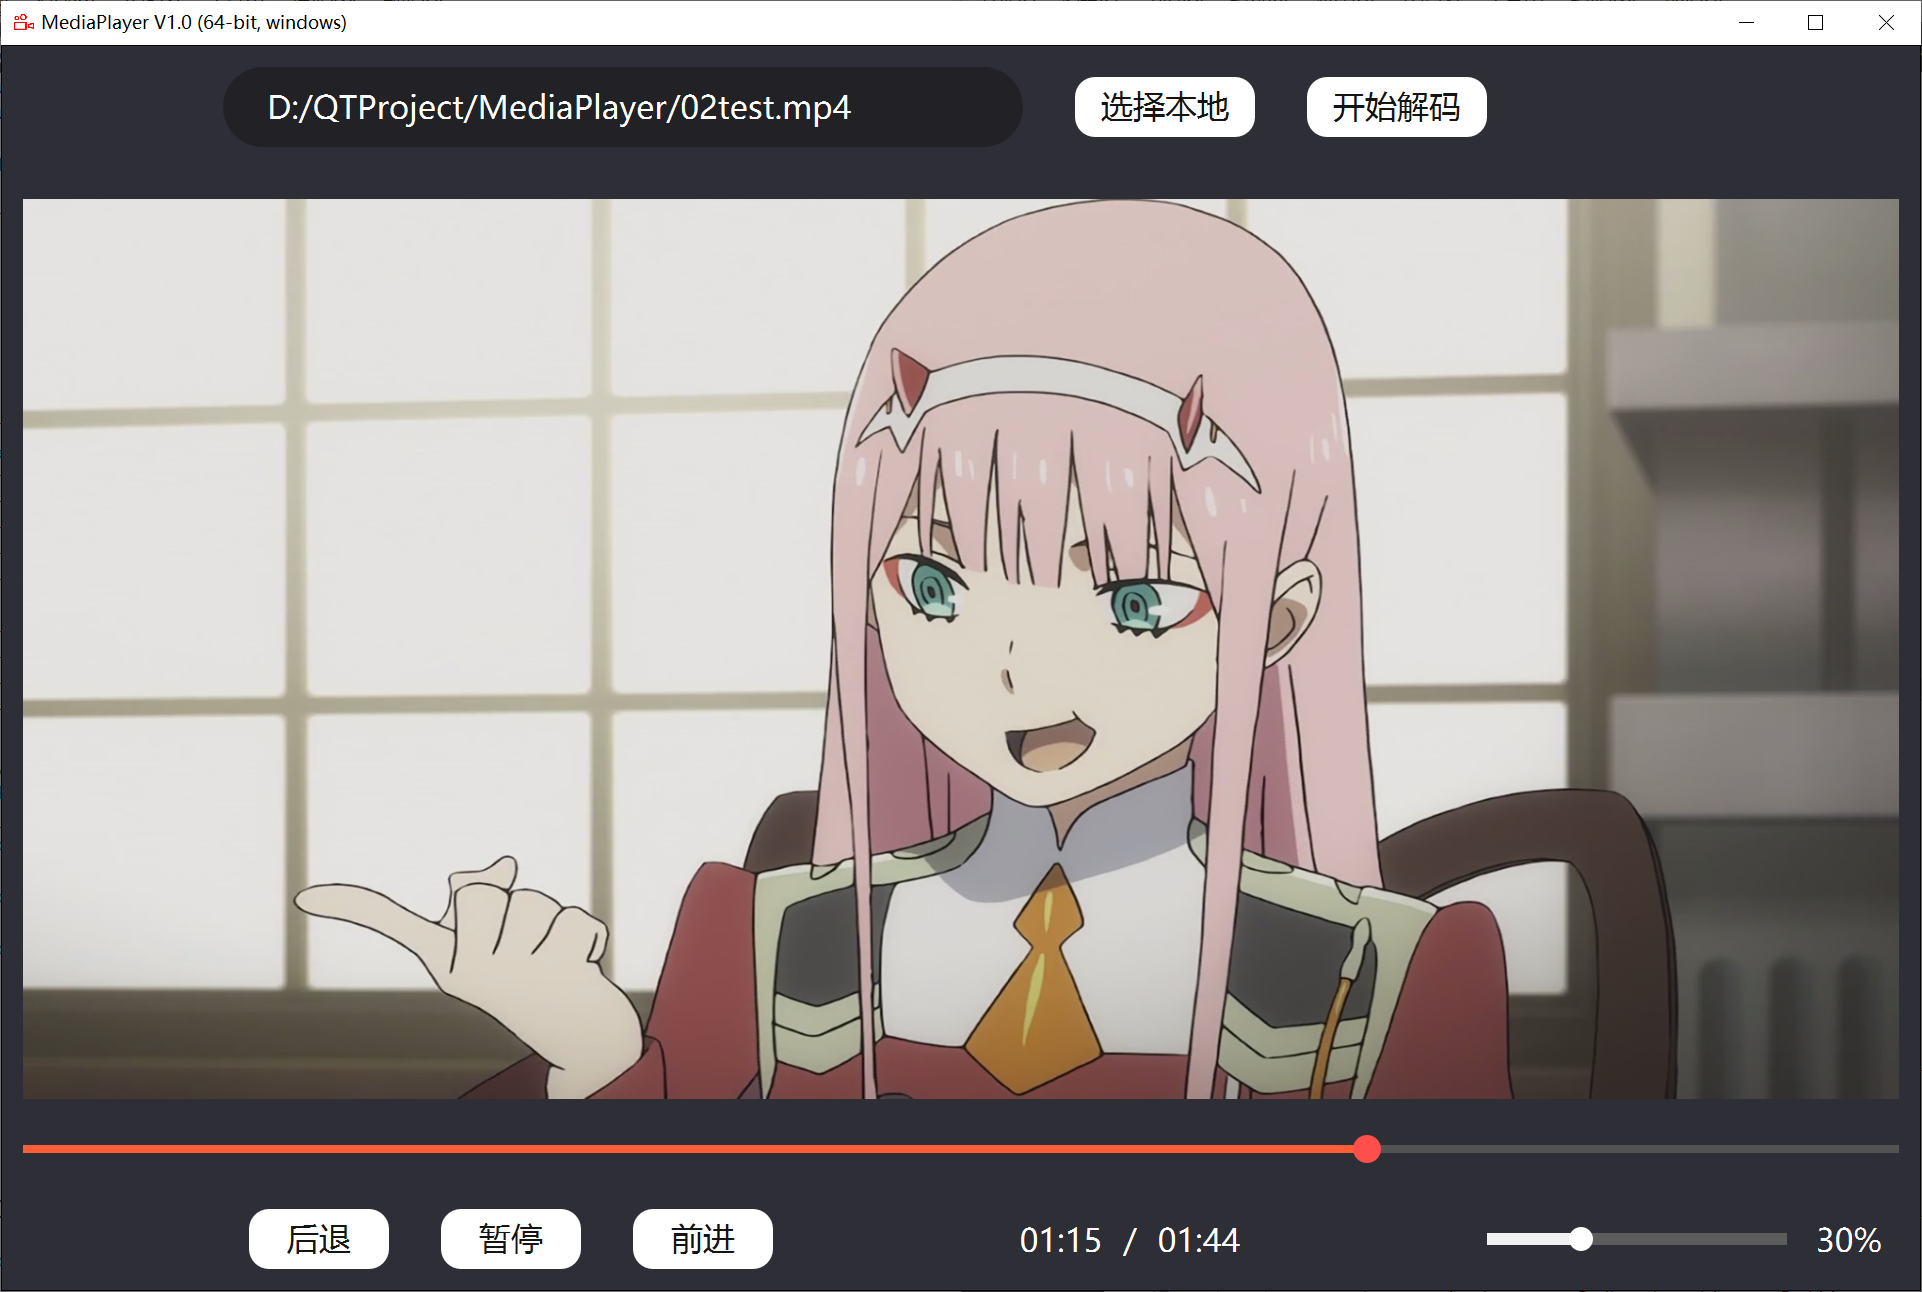 MediaPlayer V1.0 (64-bit, windows)
D:/QTProject/MediaPlayer/02test.mp4 选择本地 开始解码
后退 暂停 前进 01:15 / 01:44 30%